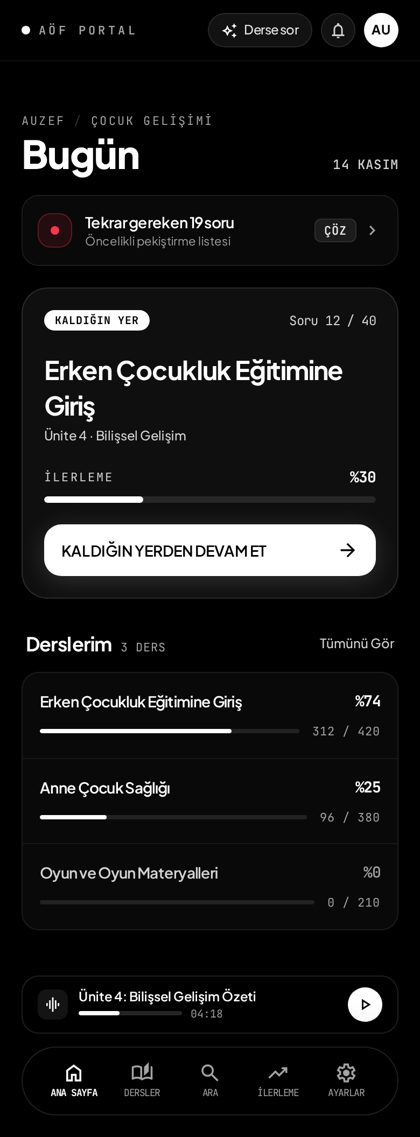 AÖF PORTAL
Derse sor
AU
AUZEF / ÇOCUK GELİŞİMİ
Bugün
14 KASIM
Tekrar gereken 19 soru
Öncelikli pekiştirme listesi
ÇÖZ
KALDIĞIN YER
Soru 12 / 40
Erken Çocukluk Eğitimine
Giriş
Ünite 4 · Bilişsel Gelişim
İLERLEME
%30
KALDIĞIN YERDEN DEVAM ET
Derslerim
3 DERS
Tümünü Gör
Erken Çocukluk Eğitimine Giriş
%74
312 / 420
Anne Çocuk Sağlığı
%25
96 / 380
Oyun ve Oyun Materyalleri
%0
0 / 210
Ünite 4: Bilişsel Gelişim Özeti
04:18
ANA SAYFA
DERSLER
ARA
İLERLEME
AYARLAR